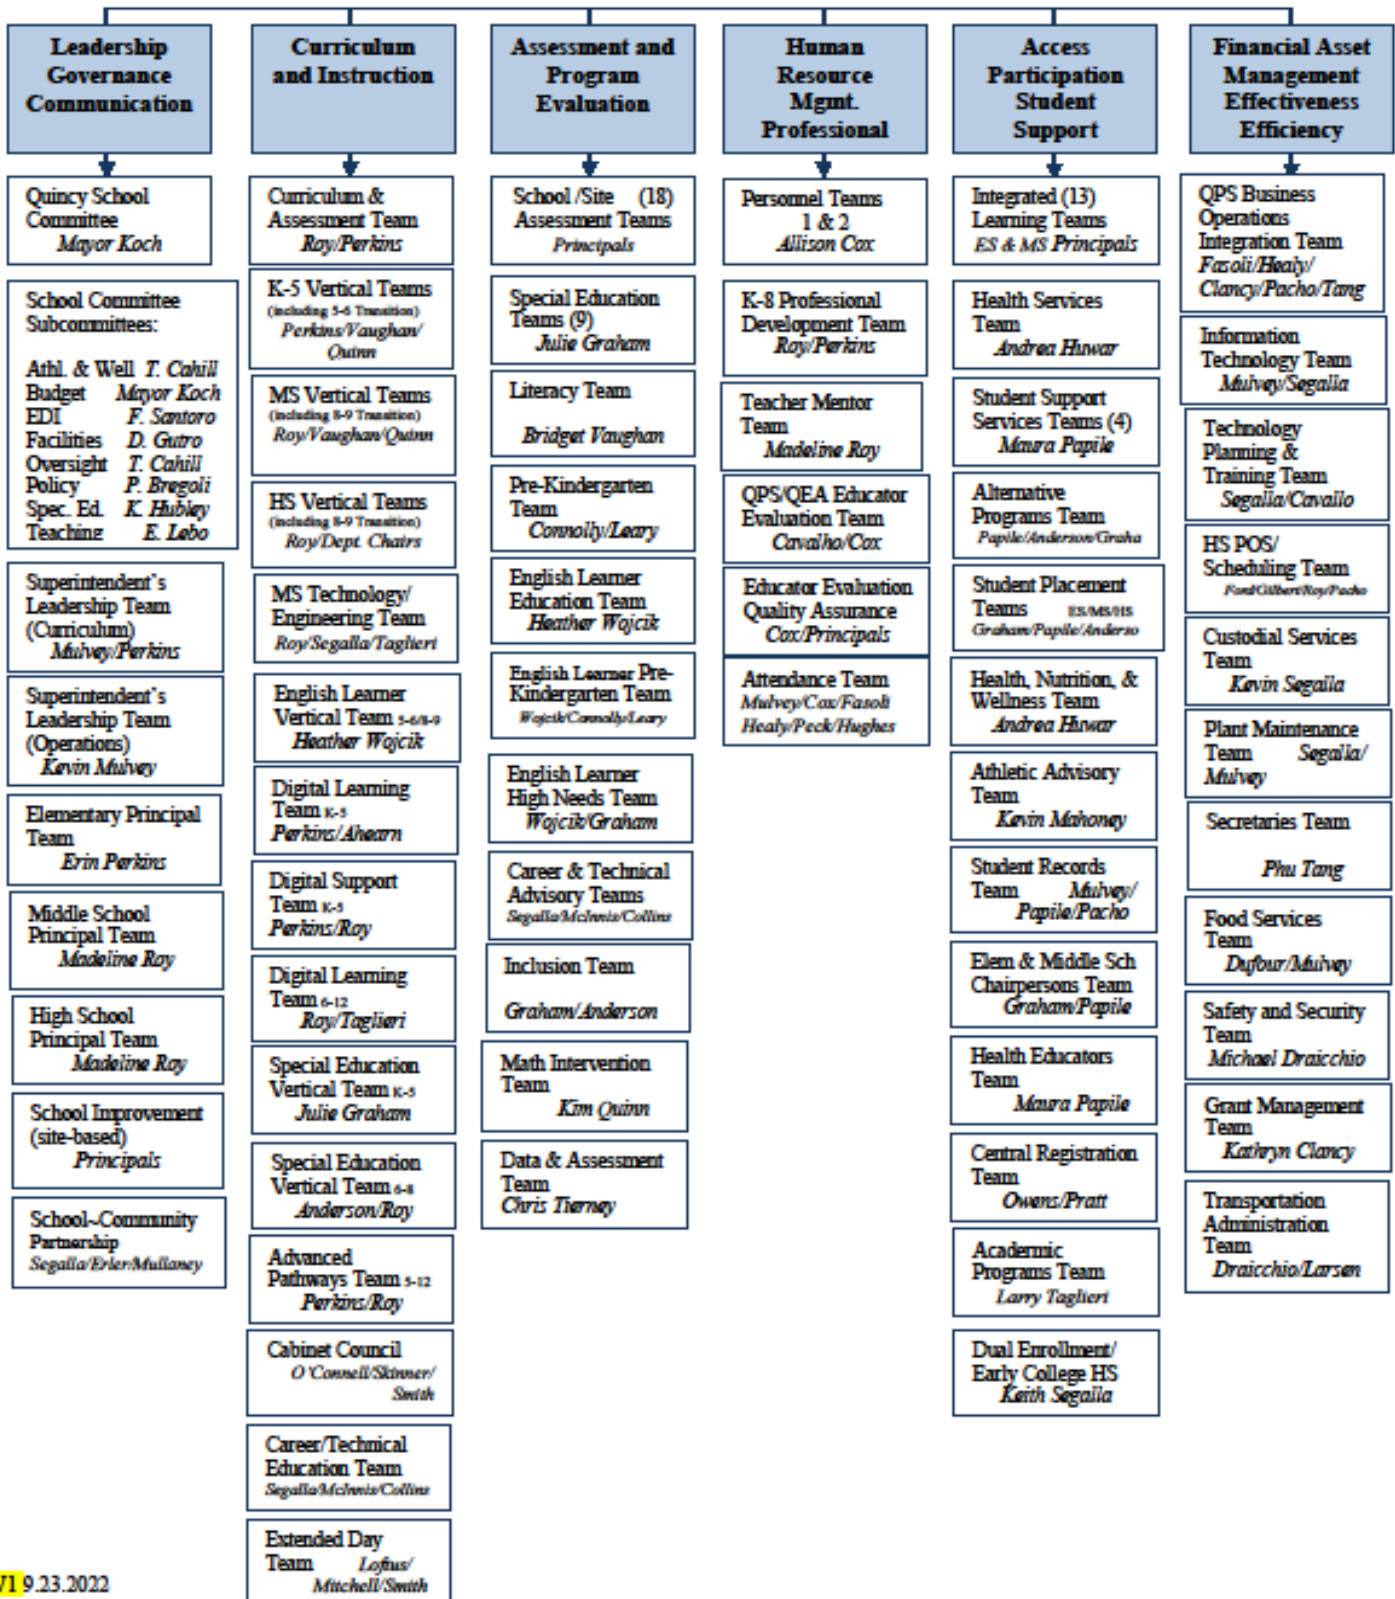 Leadership
Governance
Communication
Quincy School
Committee
Mayor Koch
School Committee
Subcommittees:
Athl. & Well T. Cahill
Budget Mayor Koch
EDI F. Santoro
Facilities D. Gutro
Oversight T. Cahill
Policy P. Bregoli
Spec. Ed. K. Hubley
Teaching E. Lebo
Superintendent's
Leadership Team
(Curriculum)
Mulvey/Perkins
Superintendent's
Leadership Team
(Operations)
Kevin Mulvey
Elementary Principal
Team
Erin Perkins
Middle School
Principal Team
Madeline Roy
High School
Principal Team
Madeline Roy
School Improvement
(site-based)
Principals
School~Community
Partnership
Segalla/Erler/Mullaney
Curriculum
and Instruction
Curriculum &
Assessment Team
Roy/Perkins
K-5 Vertical Teams
(including 5-6 Transition)
Perkins/Vaughan/
Quinn
MS Vertical Teams
(including 8-9 Transition)
Roy/Vaughan/Quinn
HS Vertical Teams
(including 8-9 Transition)
Roy/Dept. Chairs
MS Technology/
Engineering Team
Roy/Segalla/Taglieri
English Learner
Vertical Team 5-6/8-9
Heather Wojcik
Digital Learning
Team K-5
Perkins/Ahearn
Digital Support
Team K-5
Perkins/Roy
Digital Learning
Team 6-12
Roy/Taglieri
Special Education
Vertical Team K-5
Julie Graham
Special Education
Vertical Team 6-8
Anderson/Roy
Advanced
Pathways Team 5-12
Perkins/Roy
Cabinet Council
O'Connell/Skinner/
Smith
Career/Technical
Education Team
Segalla/McInnis/Collins
Extended Day
Team Loftus/
Mitchell/Smith
Assessment and
Program
Evaluation
School /Site (18)
Assessment Teams
Principals
Special Education
Teams (9)
Julie Graham
Literacy Team
Bridget Vaughan
Pre-Kindergarten
Team
Connolly/Leary
English Learner
Education Team
Heather Wojcik
English Learner Pre-
Kindergarten Team
Wojcik/Connolly/Leary
English Learner
High Needs Team
Wojcik/Graham
Career & Technical
Advisory Teams
Segalla/McInnis/Collins
Inclusion Team
Graham/Anderson
Math Intervention
Team
Kim Quinn
Data & Assessment
Team
Chris Tierney
Human
Resource
Mgmt.
Professional
Personnel Teams
1 & 2
Allison Cox
K-8 Professional
Development Team
Roy/Perkins
Teacher Mentor
Team
Madeline Roy
QPS/QEA Educator
Evaluation Team
Cavalho/Cox
Educator Evaluation
Quality Assurance
Cox/Principals
Attendance Team
Mulvey/Cox/Fasoli
Healy/Peck/Hughes
Access
Participation
Student
Support
Integrated (13)
Learning Teams
ES & MS Principals
Health Services
Team
Andrea Huwar
Student Support
Services Teams (4)
Maura Papile
Alternative
Programs Team
Papile/Anderson/Graha
Student Placement
Teams ES/MS/HS
Graham/Papile/Anderso
Health, Nutrition, &
Wellness Team
Andrea Huwar
Athletic Advisory
Team
Kevin Mahoney
Student Records
Team Mulvey/
Papile/Pacho
Elem & Middle Sch
Chairpersons Team
Graham/Papile
Health Educators
Team
Maura Papile
Central Registration
Team
Owens/Pratt
Academic
Programs Team
Larry Taglieri
Dual Enrollment/
Early College HS
Keith Segalla
Financial Asset
Management
Effectiveness
Efficiency
QPS Business
Operations
Integration Team
Fasoli/Healy/
Clancy/Pacho/Tang
Information
Technology Team
Mulvey/Segalla
Technology
Planning &
Training Team
Segalla/Cavallo
HS POS/
Scheduling Team
Ford/Gilbert/Roy/Pacho
Custodial Services
Team
Kevin Segalla
Plant Maintenance
Team Segalla/
Mulvey
Secretaries Team
Phu Tang
Food Services
Team
Dufour/Mulvey
Safety and Security
Team
Michael Draicchio
Grant Management
Team
Kathryn Clancy
Transportation
Administration
Team
Draicchio/Larsen
V1 9.23.2022